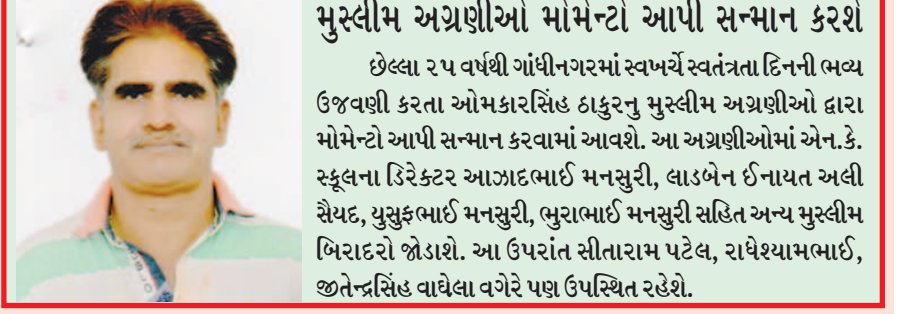 મુસ્લીમ અગ્રણીઓ મોમેન્ટો આપી સન્માન કરશે
છેલ્લા ૨૫ વર્ષથી ગાંધીનગરમાં સ્વખર્ચે સ્વતંત્રતા દિનની ભવ્ય
ઉજવણી કરતા ઓમકારસિંહ ઠાકુરનુ મુસ્લીમ અગ્રણીઓ દ્વારા
મોમેન્ટો આપી સન્માન કરવામાં આવશે. આ અગ્રણીઓમાં એન.કે.
સ્કૂલના ડિરેક્ટર આઝાદભાઈ મનસુરી, લાડબેન ઈનાયત અલી
સૈયદ, યુસુફભાઈ મનસુરી, ભુરાભાઈ મનસુરી સહિત અન્ય મુસ્લીમ
બિરાદરો જોડાશે. આ ઉપરાંત સીતારામ પટેલ, રાધેશ્યામભાઈ,
જીતેન્દ્રસિંહ વાઘેલા વગેરે પણ ઉપસ્થિત રહેશે.